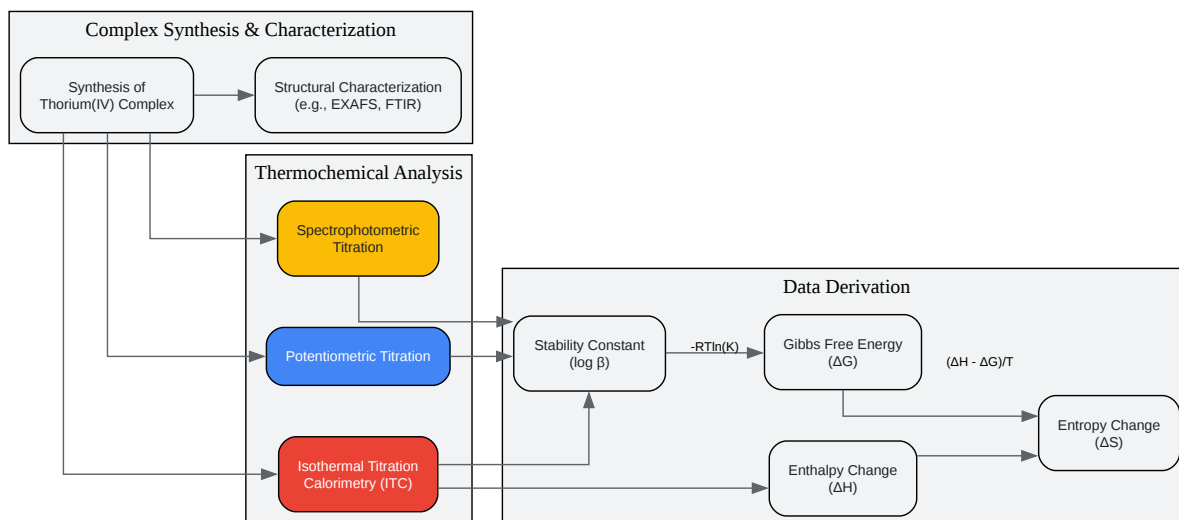 Complex Synthesis & Characterization
Synthesis of
Thorium(IV) Complex
Structural Characterization
(e.g., EXAFS, FTIR)
Thermochemical Analysis
Spectrophotometric
Titration
Potentiometric Titration
Isothermal Titration
Calorimetry (ITC)
Data Derivation
Stability Constant
(log β)
-RTln(K)
Gibbs Free Energy
(ΔG)
(ΔH - ΔG)/T
Enthalpy Change
(ΔH)
Entropy Change
(ΔS)